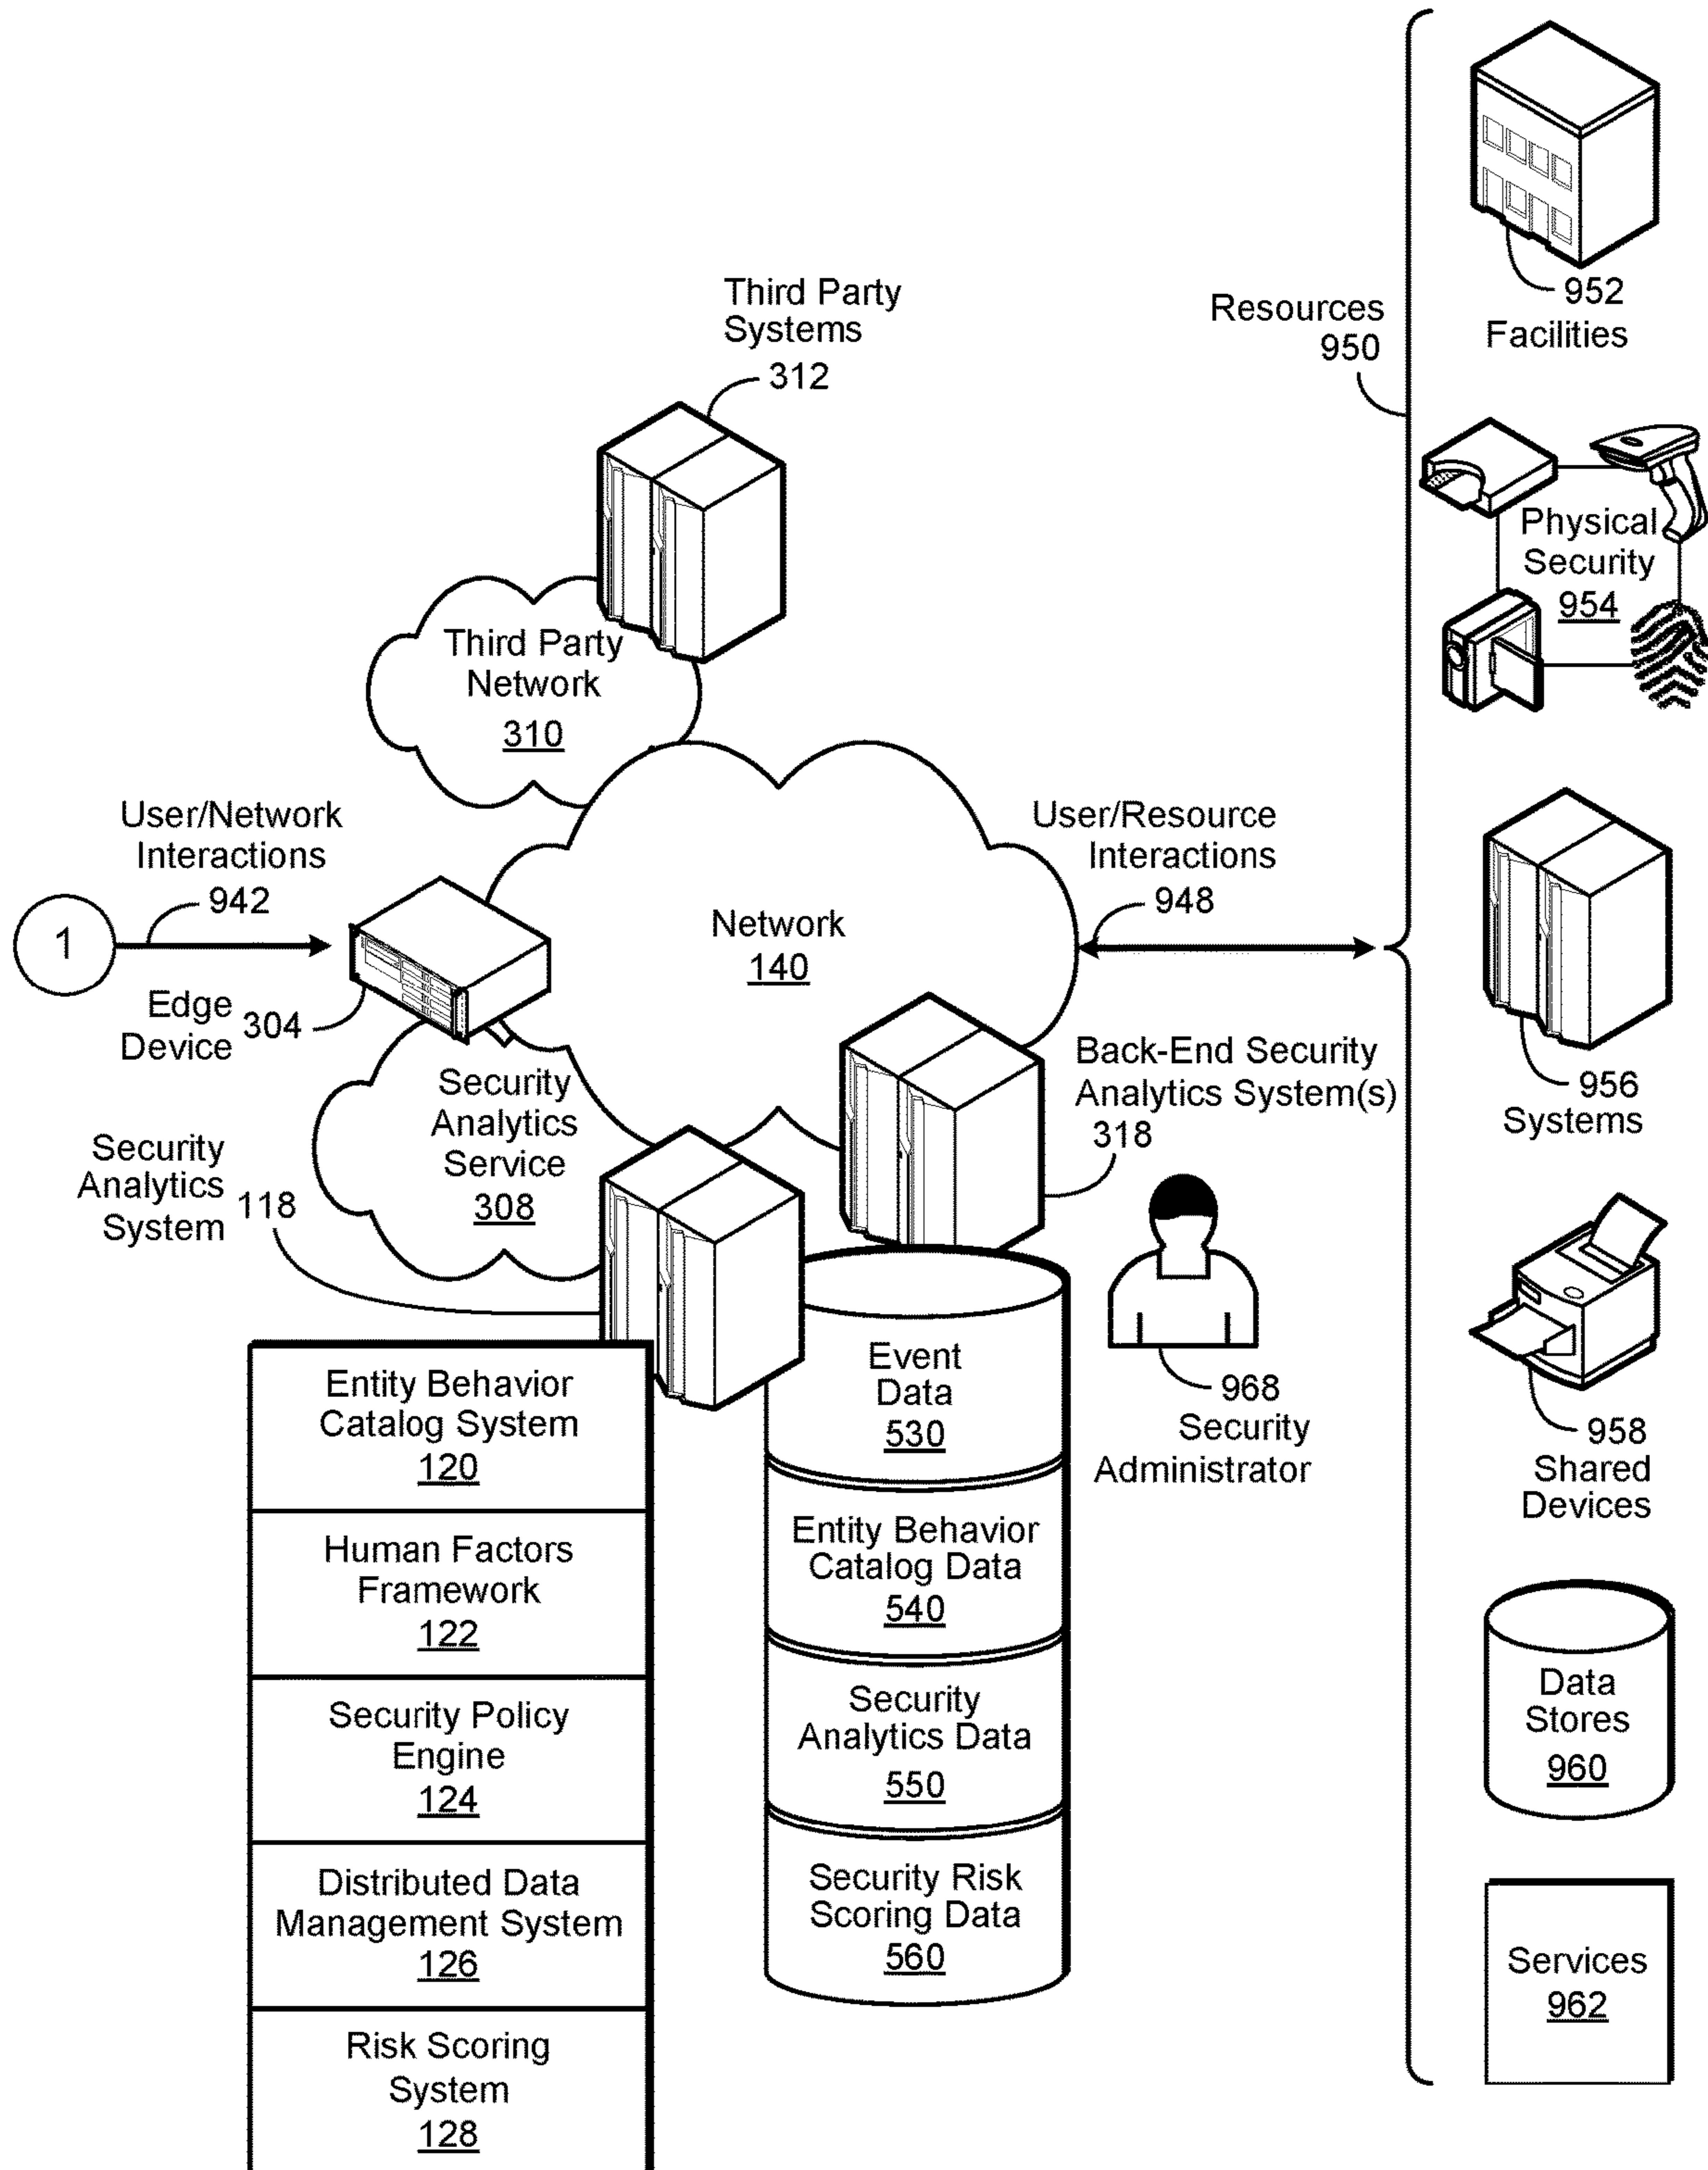 Third Party
Systems
312
Resources
950
952
Facilities
Physical
Security
954
Third Party
Network
310
User/Network
Interactions
942
1
Edge
Device
304
Network
140
User/Resource
Interactions
948
956
Systems
Security
Analytics
Service
308
Back-End Security
Analytics System(s)
318
Security
Analytics
System
118
968
Security
Administrator
958
Shared
Devices
Entity Behavior
Catalog System
120
Human Factors
Framework
122
Security Policy
Engine
124
Distributed Data
Management System
126
Risk Scoring
System
128
Event
Data
530
Entity Behavior
Catalog Data
540
Security
Analytics Data
550
Security Risk
Scoring Data
560
Data
Stores
960
Services
962